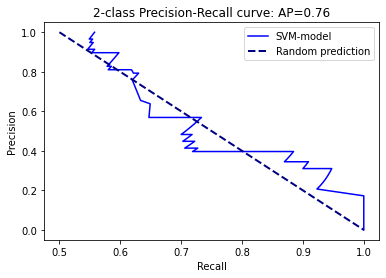 2-class Precision-Recall curve: AP=0.76
SVM-model
Random prediction
Precision
1.0
0.8
0.6
0.4
0.2
0.0
0.5 0.6 0.7 0.8 0.9 1.0
Recall